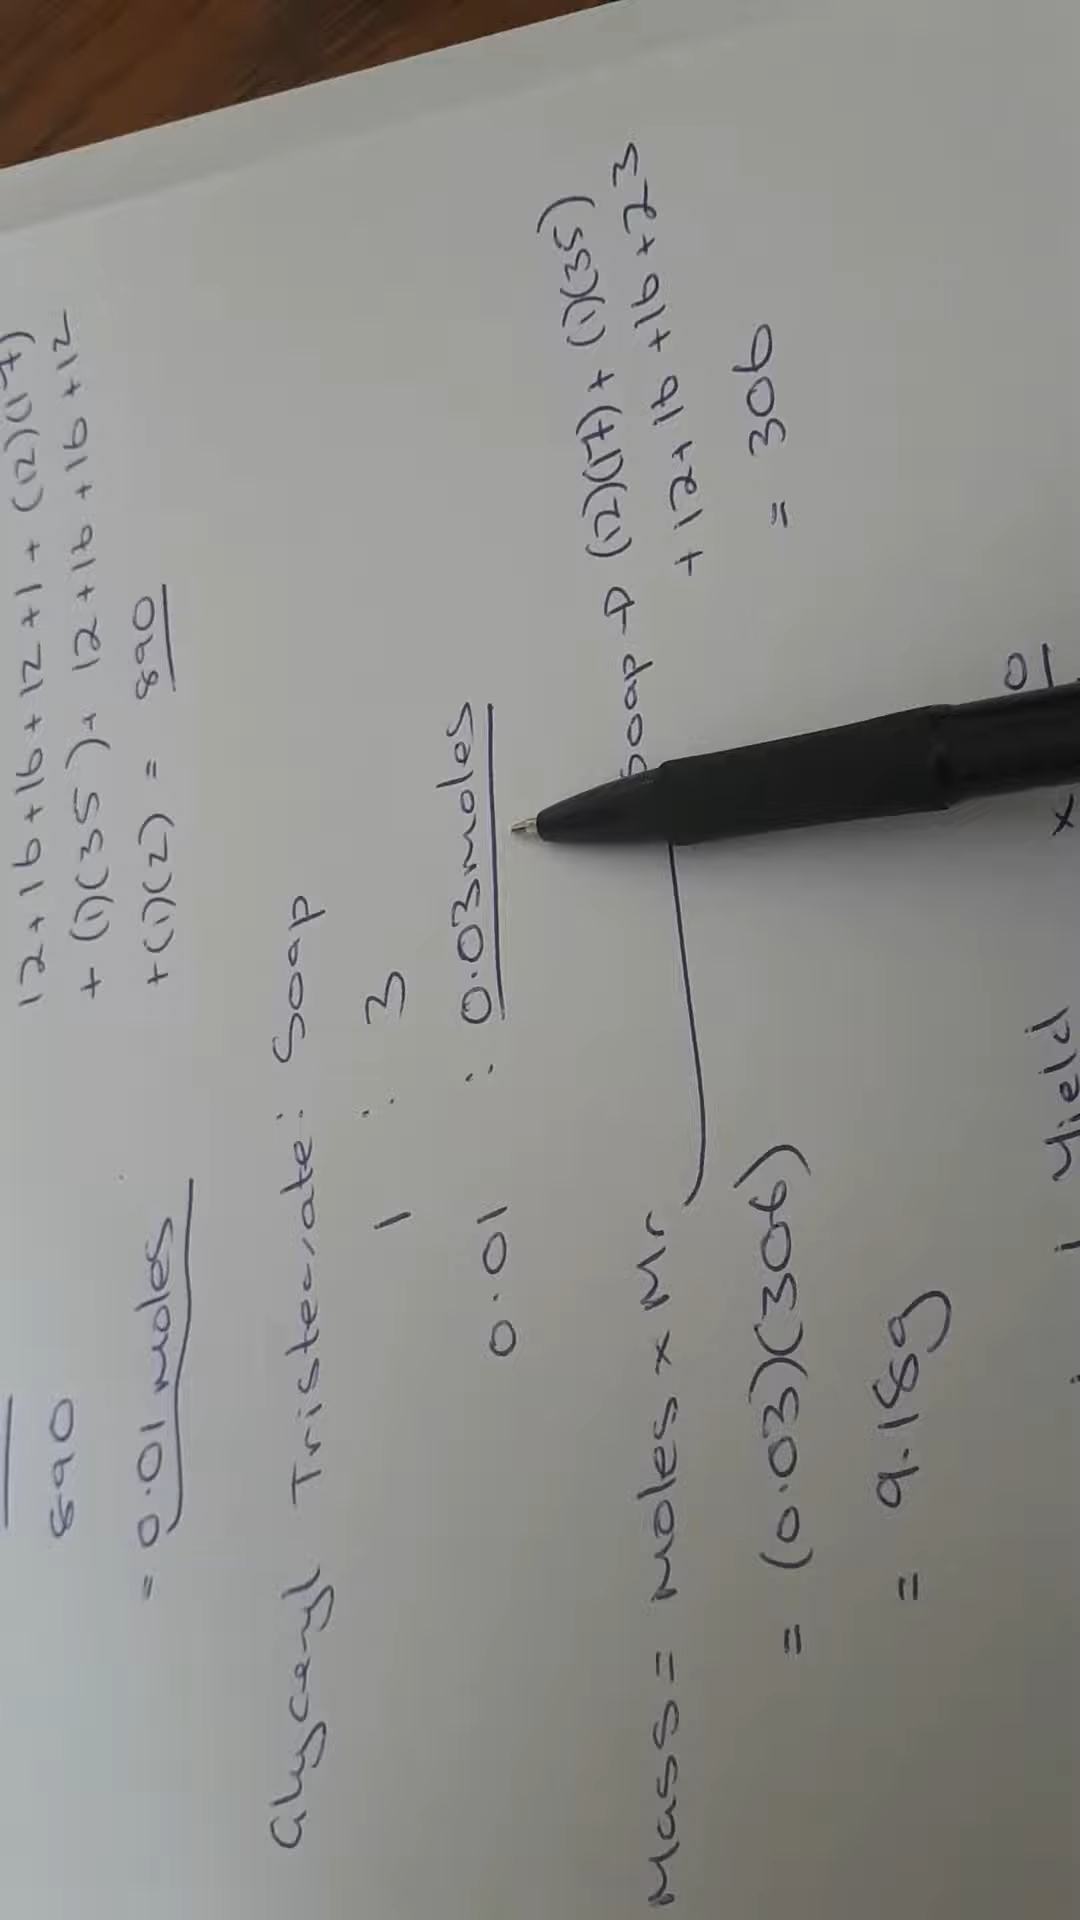 12+16+16+12+1+(12)(17)
+(1)(35)+12+16+16+12
+(1)(2) = 890
890
= 0.01 moles
Glyceryl Tristearate: Soap
1 : 3
0.01 : 0.03moles
Mass = moles x Mr
Soap → (12)(17)+(1)(35)
+12+16+16+23
= 306
= (0.03)(306)
= 9.18g
Yield
x
0